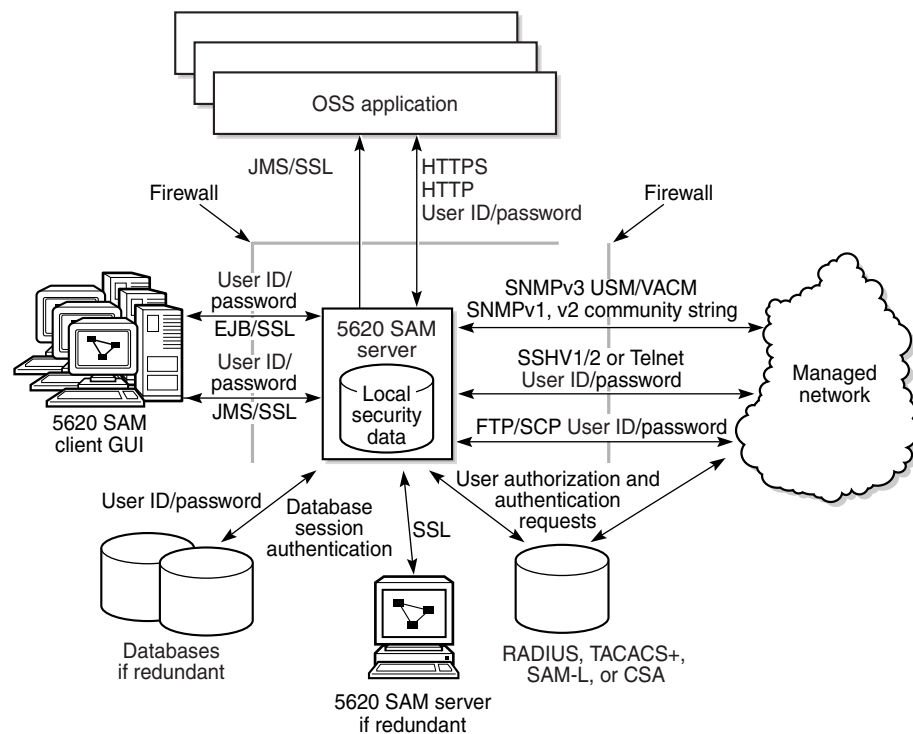 OSS application
JMS/SSL
HTTPS
HTTP
User ID/password
Firewall
Firewall
User ID/
password
EJB/SSL
User ID/
password
JMS/SSL
5620 SAM
client GUI
5620 SAM
server
Local
security
data
SNMPv3 USM/VACM
SNMPv1, v2 community string
SSHV1/2 or Telnet
User ID/password
FTP/SCP User ID/password
Managed
network
User ID/password
Database
session
authentication
SSL
User authorization and
authentication
requests
Databases
if redundant
5620 SAM server
if redundant
RADIUS, TACACS+,
SAM-L, or CSA